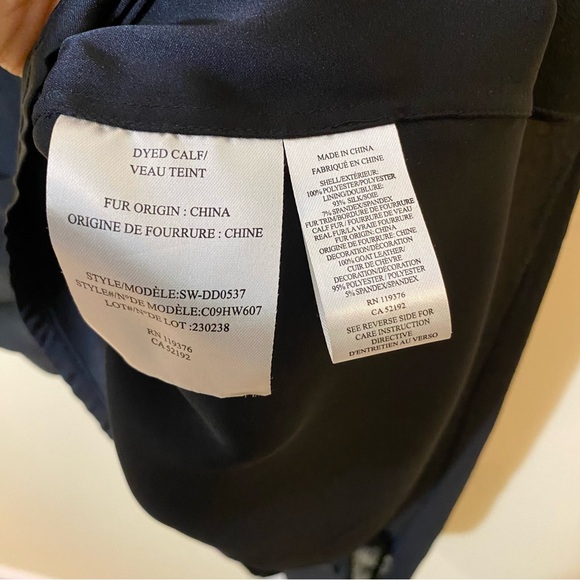 DYED CALF/
VEAU TEINT
FUR ORIGIN : CHINA
ORIGINE DE FOURRURE : CHINE
STYLE/MODÈLE:SW-DD0537
STYLE#/N°DE MODÈLE:C09HW607
LOT#/N°DE LOT :230238
RN 119376
CA 52192
MADE IN CHINA
FABRIQUÉ EN CHINE
SHELL/EXTÉRIEUR:
100% POLYESTER/POLYESTER
LINING/DOUBLURE:
93% SILK/SOIE
7% SPANDEX/SPANDEX
FUR TRIM/BORDURE DE FOURRURE
CALF FUR / FOURRURE DE VEAU
REAL FUR/LA VRAIE FOURRURE
FUR ORIGIN: CHINA
ORIGINE DE FOURRURE: CHINE
DECORATION/DÉCORATION
100% GOAT LEATHER/
CUIR DE CHÈVRE
DECORATION/DÉCORATION
95% POLYESTER / POLYESTER
5% SPANDEX/SPANDEX
RN 119376
CA 52192
SEE REVERSE SIDE FOR
CARE INSTRUCTION
DIRECTIVE
D'ENTRETIEN AU VERSO